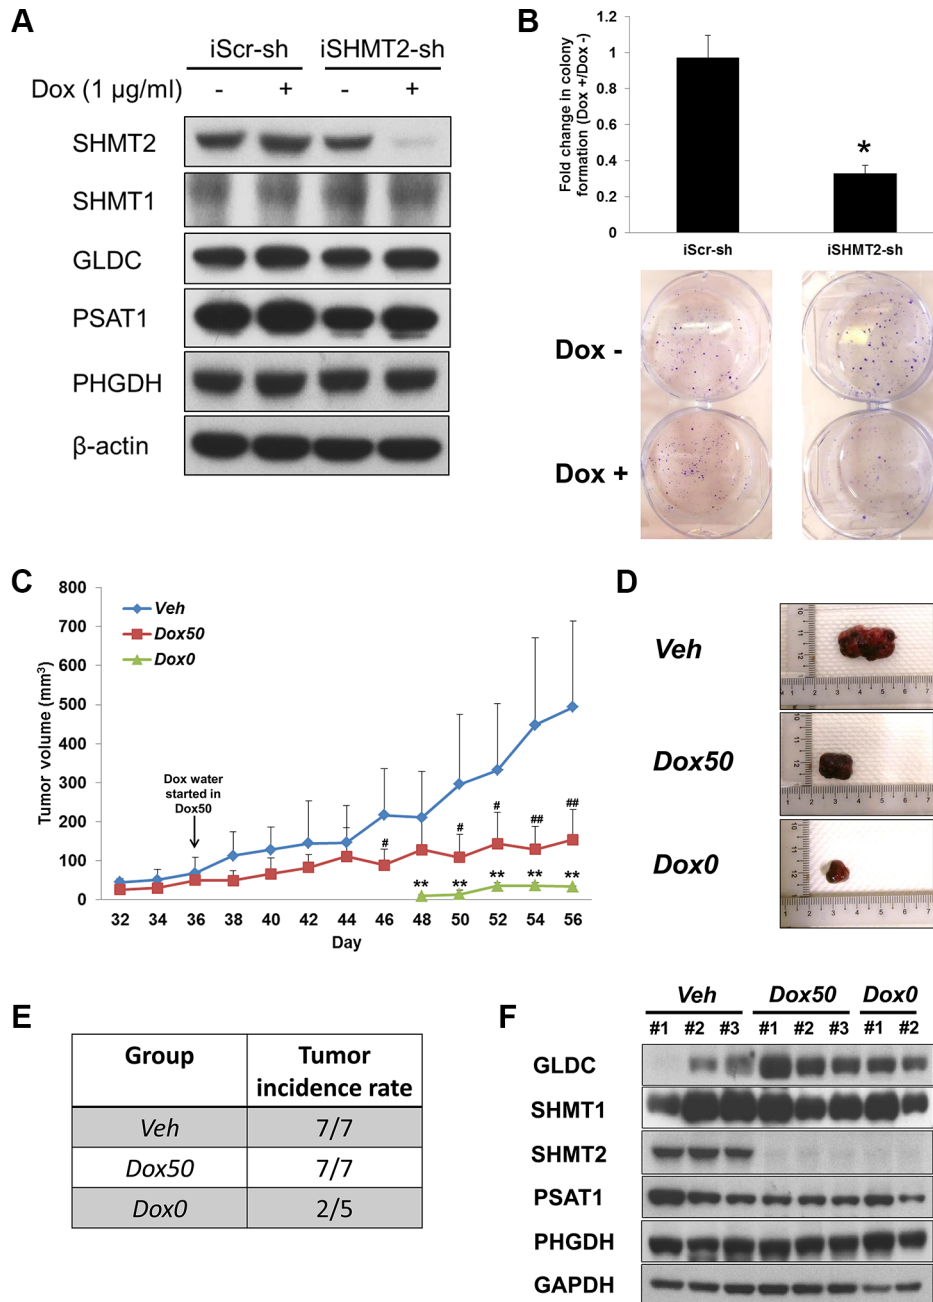 A
iScr-sh iSHMT2-sh
Dox (1 µg/ml) - + - +
SHMT2
SHMT1
GLDC
PSAT1
PHGDH
β-actin
B
Fold change in colony
formation (Dox +/Dox -)
1.2
1
0.8
0.6
0.4
0.2
0
*
iScr-sh iSHMT2-sh
Dox -
Dox +
C
Tumor volume (mm³)
800
700
600
500
400
300
200
100
0
Veh
Dox50
Dox0
Dox water
started in
Dox50
# # # ## ##
** ** ** ** **
32 34 36 38 40 42 44 46 48 50 52 54 56
Day
D
Veh
Dox50
Dox0
E
Group Tumor incidence rate
Veh 7/7
Dox50 7/7
Dox0 2/5
F
Veh Dox50 Dox0
#1 #2 #3 #1 #2 #3 #1 #2
GLDC
SHMT1
SHMT2
PSAT1
PHGDH
GAPDH